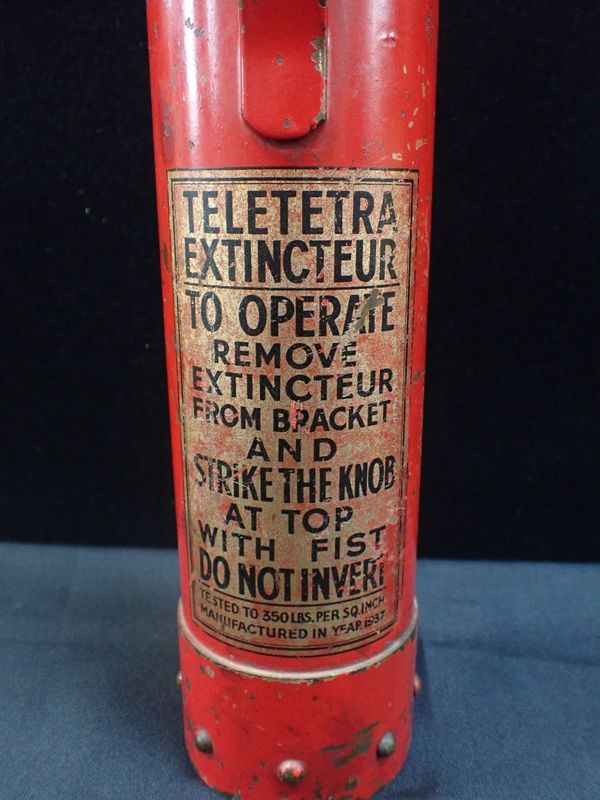 TELETETRA
EXTINCTEUR
TO OPERATE
REMOVE
EXTINCTEUR
FROM BRACKET
AND
STRIKE THE KNOB
AT TOP
WITH FIST
DO NOT INVERT
TESTED TO 350 LBS. PER SQ. INCH
MANUFACTURED IN YEAR 1937